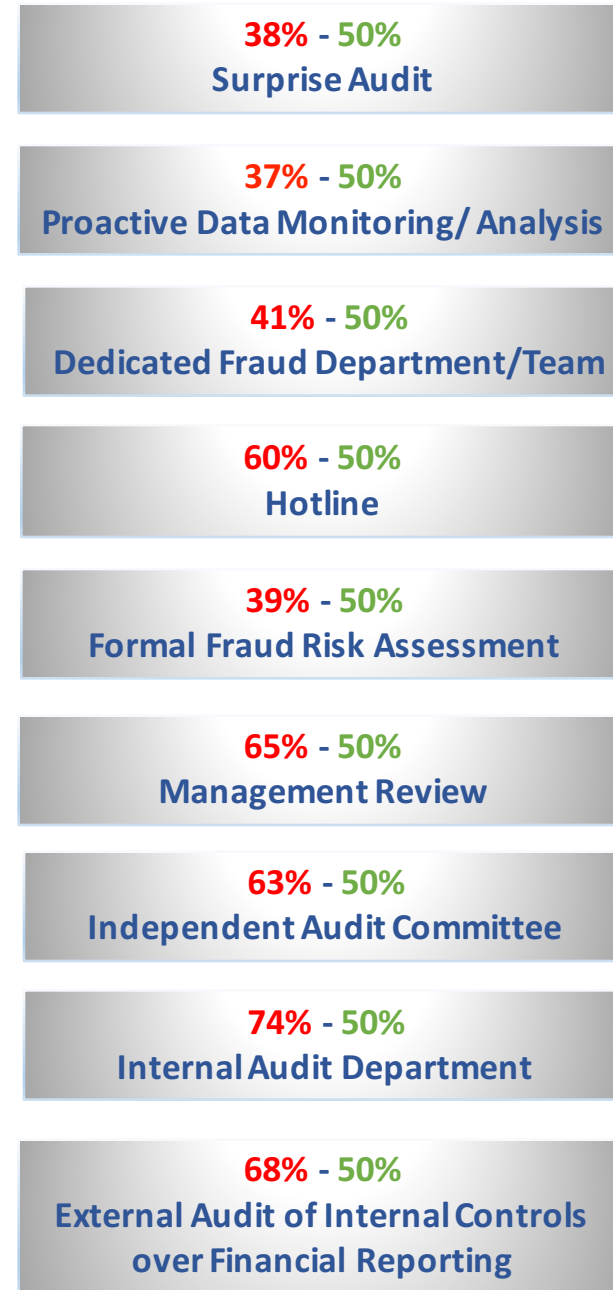 38% - 50%
Surprise Audit
37% - 50%
Proactive Data Monitoring/ Analysis
41% - 50%
Dedicated Fraud Department/Team
60% - 50%
Hotline
39% - 50%
Formal Fraud Risk Assessment
65% - 50%
Management Review
63% - 50%
Independent Audit Committee
74% - 50%
Internal Audit Department
68% - 50%
External Audit of Internal Controls
over Financial Reporting